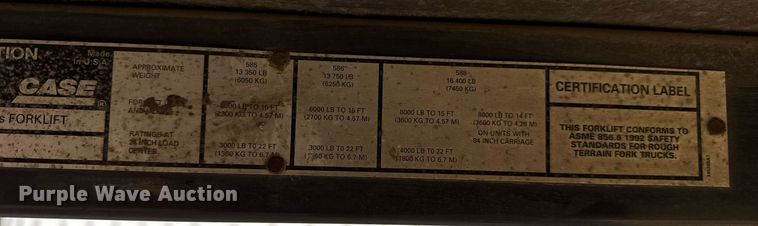 TION
Made
In U.S.A.
CASE
®
s FORKLIFT
APPROXIMATE
WEIGHT
RATINGS AT
24 INCH LOAD
CENTER
585
13 350 LB
(6050 KG)
LB TO 15 FT
KG TO 4.57 M)
3000 LB TO 22 FT
KG TO 6.7 M)
586
13 750 LB
(6250 KG)
6000 LB TO 15 FT
(2700 KG TO 4.57 M)
3000 LB TO 22 FT
KG TO 6.7 M)
588
16 400 LB
(7450 KG)
8000 LB TO 15 FT
(3600 KG TO 4.57 M)
4000 LB TO 22 FT
(1800 KG TO 6.7 M)
8000 LB TO 14 FT
(3600 KG TO 4.26 M)
ON UNITS WITH
84 INCH CARRIAGE
CERTIFICATION LABEL
THIS FORKLIFT CONFORMS TO
ASME B56.6 1992 SAFETY
STANDARDS FOR ROUGH
TERRAIN FORK TRUCKS.
Purple Wave Auction